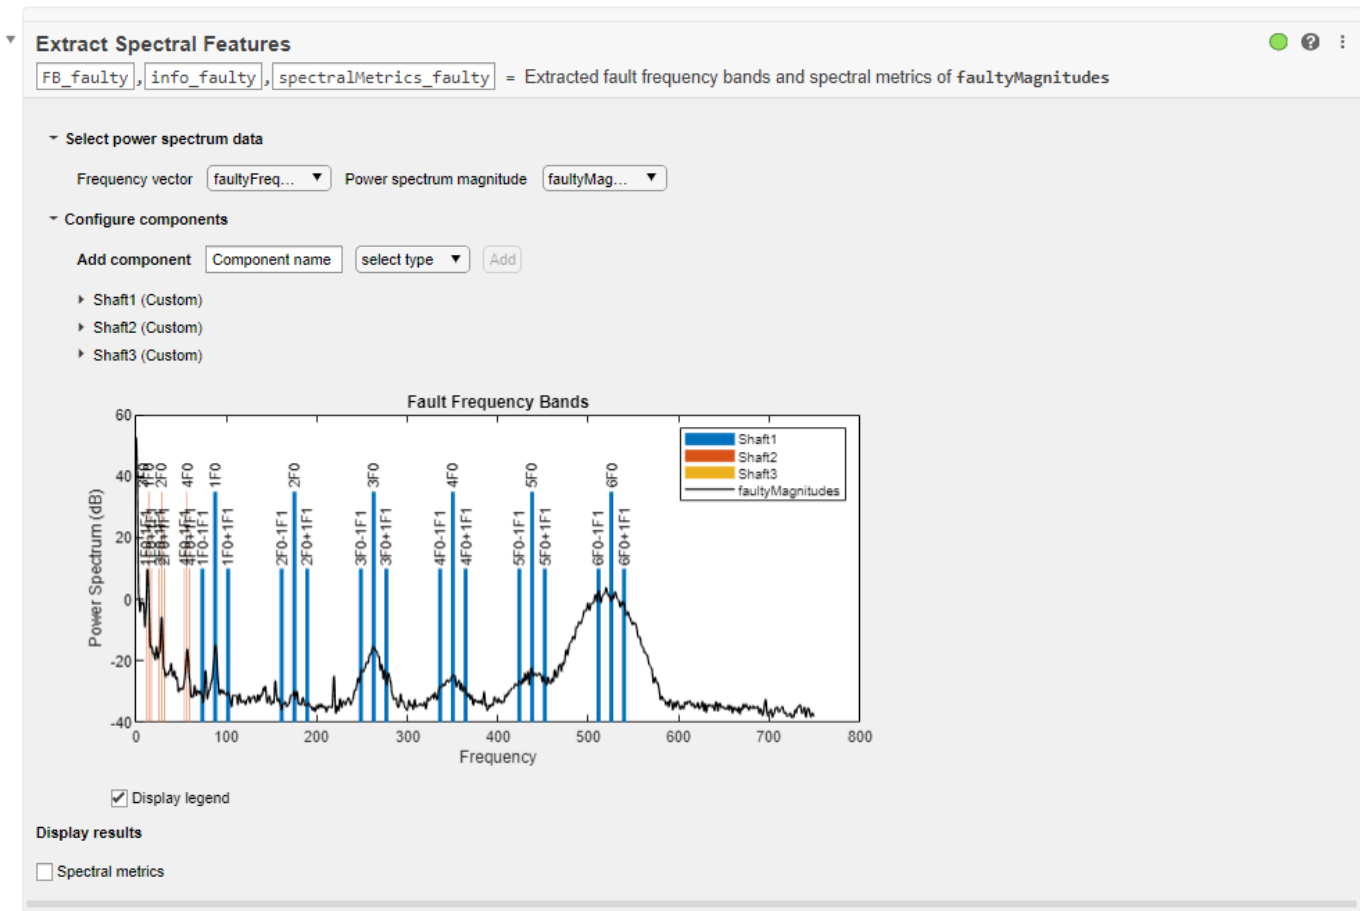 Extract Spectral Features
FB_faulty , info_faulty , spectralMetrics_faulty = Extracted fault frequency bands and spectral metrics of faultyMagnitudes
Select power spectrum data
Frequency vector faultyFreq... Power spectrum magnitude faultyMag...
Configure components
Add component Component name select type Add
Shaft1 (Custom)
Shaft2 (Custom)
Shaft3 (Custom)
Fault Frequency Bands
Power Spectrum (dB)
60
40
20
0
-20
-40
1F0 2F0 4F0 1F0 2F0 3F0 4F0 5F0 6F0
1F0-1F1 1F0+1F1 2F0-1F1 2F0+1F1 3F0-1F1 3F0+1F1 4F0-1F1 4F0+1F1 5F0-1F1 5F0+1F1 6F0-1F1 6F0+1F1
Shaft1
Shaft2
Shaft3
faultyMagnitudes
0 100 200 300 400 500 600 700 800
Frequency
Display legend
Display results
Spectral metrics